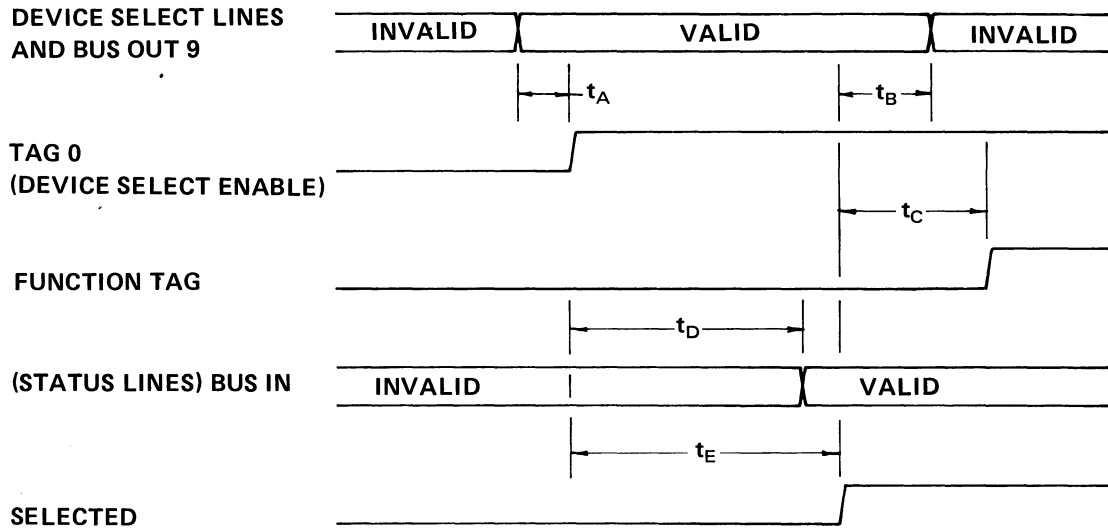 DEVICE SELECT LINES
AND BUS OUT 9
INVALID
VALID
INVALID
tA
tB
TAG 0
(DEVICE SELECT ENABLE)
tC
FUNCTION TAG
tD
(STATUS LINES) BUS IN
INVALID
VALID
tE
SELECTED